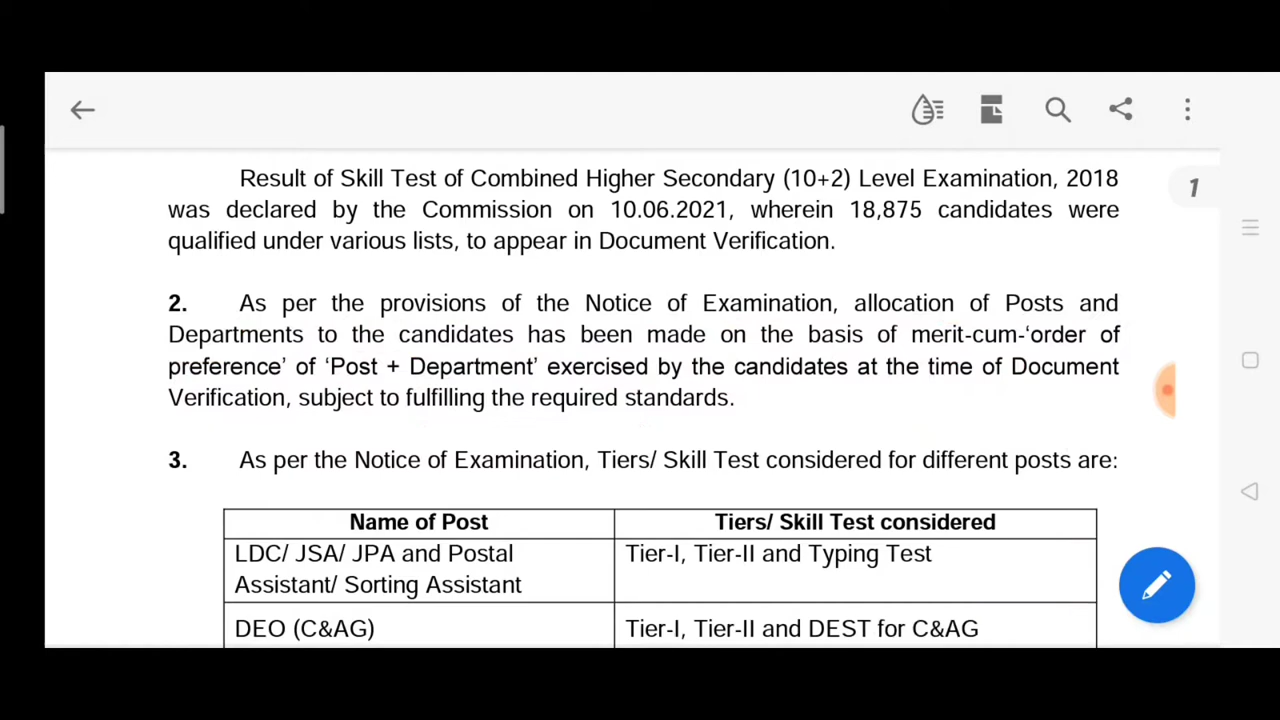 Result of Skill Test of Combined Higher Secondary (10+2) Level Examination, 2018
was declared by the Commission on 10.06.2021, wherein 18,875 candidates were
qualified under various lists, to appear in Document Verification.
1
2. As per the provisions of the Notice of Examination, allocation of Posts and
Departments to the candidates has been made on the basis of merit-cum-‘order of
preference’ of ‘Post + Department’ exercised by the candidates at the time of Document
Verification, subject to fulfilling the required standards.
3. As per the Notice of Examination, Tiers/ Skill Test considered for different posts are:
Name of Post Tiers/ Skill Test considered
LDC/ JSA/ JPA and Postal Tier-I, Tier-II and Typing Test
Assistant/ Sorting Assistant
DEO (C&AG) Tier-I, Tier-II and DEST for C&AG